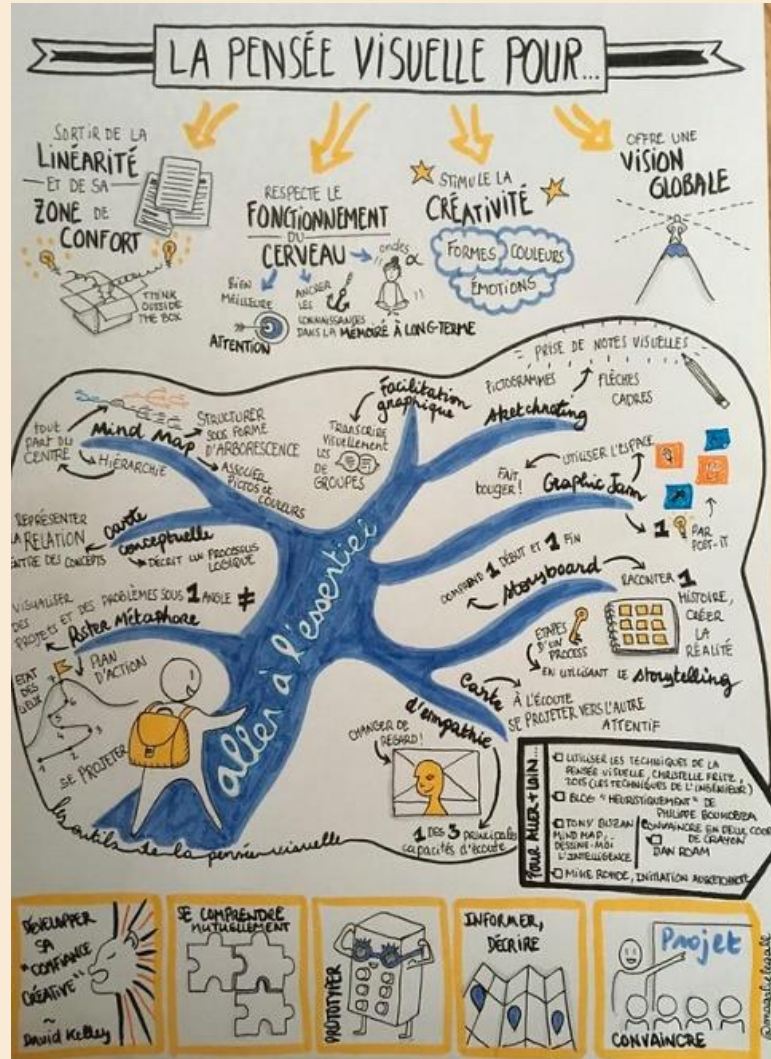 LA PENSÉE VISUELLE POUR...
SORTIR DE LA
LINÉARITÉ
ET DE SA
ZONE DE
CONFORT
THINK
OUTSIDE
THE BOX
RESPECTE LE
FONCTIONNEMENT
DU
CERVEAU
ondes α
BIEN
MEILLEURE
ATTENTION
ANCRER
LES
CONNAISSANCES
DANS LA MÉMOIRE À LONG-TERME
STIMULE LA
CRÉATIVITÉ
FORMES
COULEURS
ÉMOTIONS
OFFRE UNE
VISION
GLOBALE
Mind Map
TOUT
PART DU
CENTRE
HIÉRARCHIE
STRUCTURER
SOUS FORME
D'ARBORESCENCE
ASSOCIER
PICTOS ET
COULEURS
Facilitation
graphique
TRANSCRIRE
VISUELLEMENT
LES
DE
GROUPES
PRISE DE NOTES VISUELLES
sketchnoting
PICTOGRAMMES
FLÈCHES
CADRES
Graphic Jam
UTILISER L'ESPACE
FAIT
BOUGER!
1
PAR
POST-IT
carte
conceptuelle
REPRÉSENTER
LA RELATION
ENTRE DES CONCEPTS
DÉCRIT UN PROCESSUS
LOGIQUE
storyboard
COMPREND 1 DÉBUT ET 1 FIN
RACONTER 1
HISTOIRE,
CRÉER
LA
RÉALITÉ
ETAPES
D'UN
PROCESS
EN UTILISANT LE storytelling
VISUALISER
DES
PROJETS ET DES PROBLÈMES SOUS 1 ANGLE ≠
Poster Métaphore
ETAT
DES
LIEUX
PLAN
D'ACTION
SE PROJETER
1
2
3
aller à l'essentiel
Carte
d'empathie
À L'ÉCOUTE
SE PROJETER VERS L'AUTRE
ATTENTIF
CHANGER DE
REGARD!
1 DES 3 principales
capacités d'écoute
les outils de la pensée visuelle
POUR ALLER + LOIN...
UTILISER LES TECHNIQUES DE LA
PENSÉE VISUELLE, CHRISTELLE FRITZ,
2015 (LES TECHNIQUES DE L'INGÉNIEUR)
BLOG "HEURISTIQUEMENT" DE
PHILIPPE BOUKOBZA
TONY BUZAN
MIND MAP,
DESSINE-MOI
L'INTELLIGENCE
CONVAINCRE EN DEUX COUPS
DE CRAYON
DAN ROAM
MIKE ROHDE, INITIATION AU SKETCHNOTE
DÉVELOPPER
SA
"CONFIANCE
CRÉATIVE"
~
David Kelley
SE COMPRENDRE
MUTUELLEMENT
PROTOTYPER
INFORMER,
DÉCRIRE
Projet
CONVAINCRE